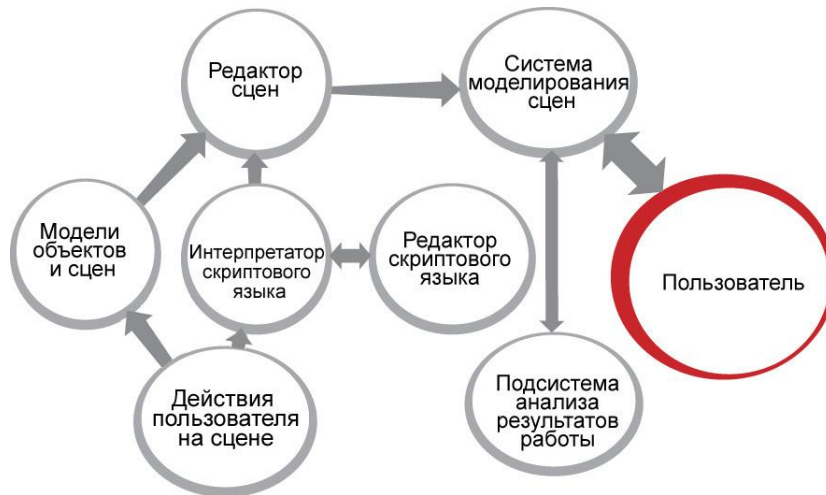 Редактор
сцен
Система
моделирования
сцен
Модели
объектов
и сцен
Интерпретатор
скриптового
языка
Редактор
скриптового
языка
Пользователь
Действия
пользователя
на сцене
Подсистема
анализа
результатов
работы